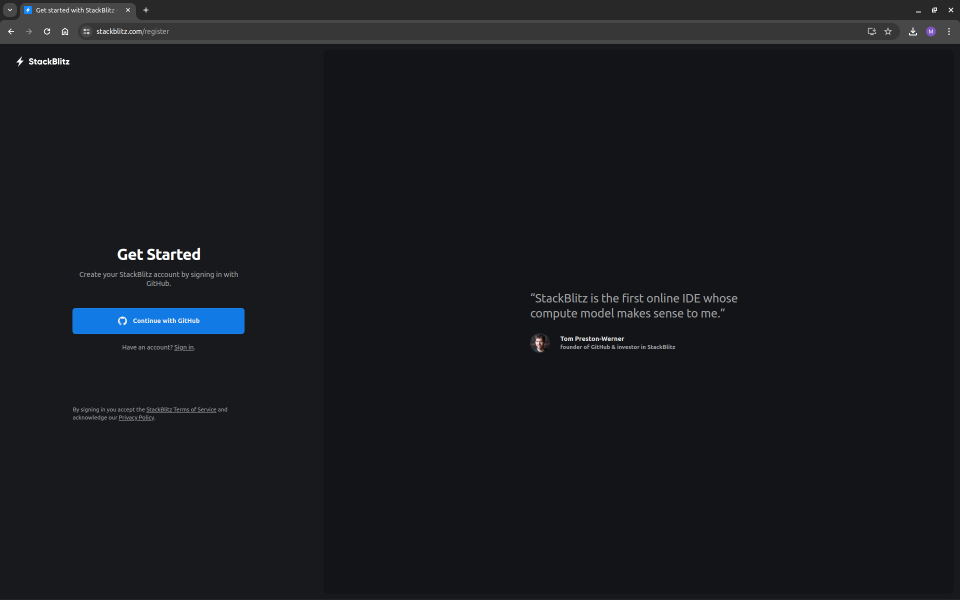 Get started with StackBlitz
stackblitz.com/register
M
StackBlitz
Get Started
Create your StackBlitz account by signing in with
GitHub.
Continue with GitHub
Have an account? Sign in.
By signing in you accept the StackBlitz Terms of Service and
acknowledge our Privacy Policy.
“StackBlitz is the first online IDE whose
compute model makes sense to me.”
Tom Preston-Werner
Founder of GitHub & investor in StackBlitz